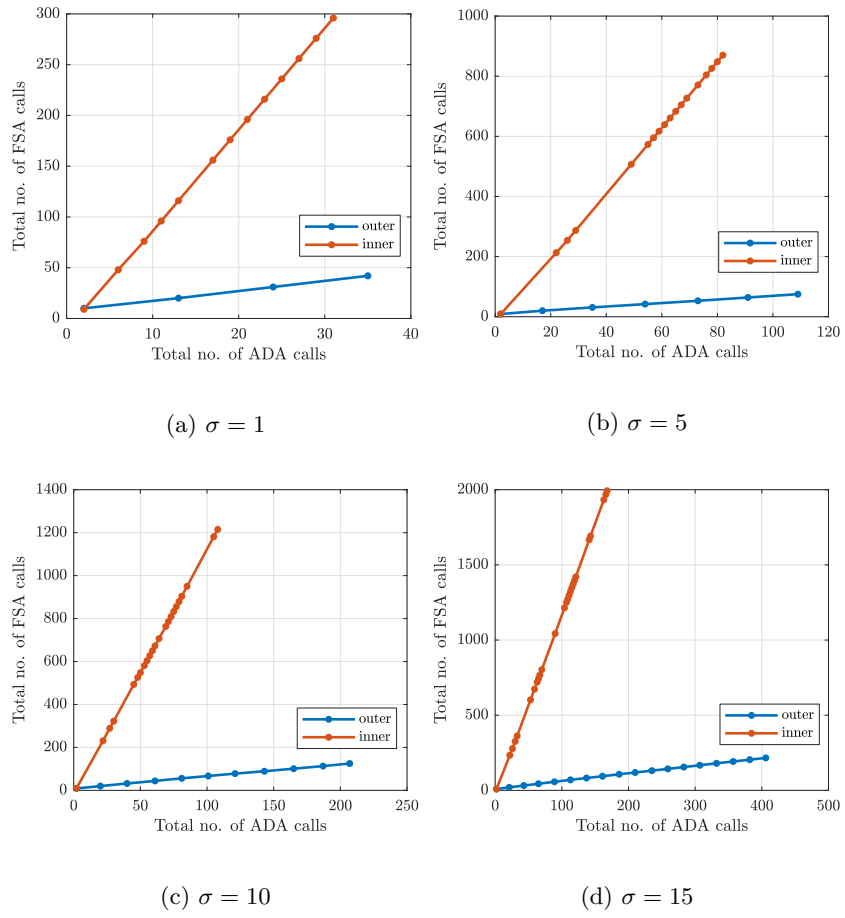 300
250
200
150
100
50
0
0 10 20 30 40
Total no. of FSA calls
Total no. of ADA calls
outer
inner
(a) σ = 1
1000
800
600
400
200
0
0 20 40 60 80 100 120
Total no. of FSA calls
Total no. of ADA calls
outer
inner
(b) σ = 5
1400
1200
1000
800
600
400
200
0
0 50 100 150 200 250
Total no. of FSA calls
Total no. of ADA calls
outer
inner
(c) σ = 10
2000
1500
1000
500
0
0 100 200 300 400 500
Total no. of FSA calls
Total no. of ADA calls
outer
inner
(d) σ = 15